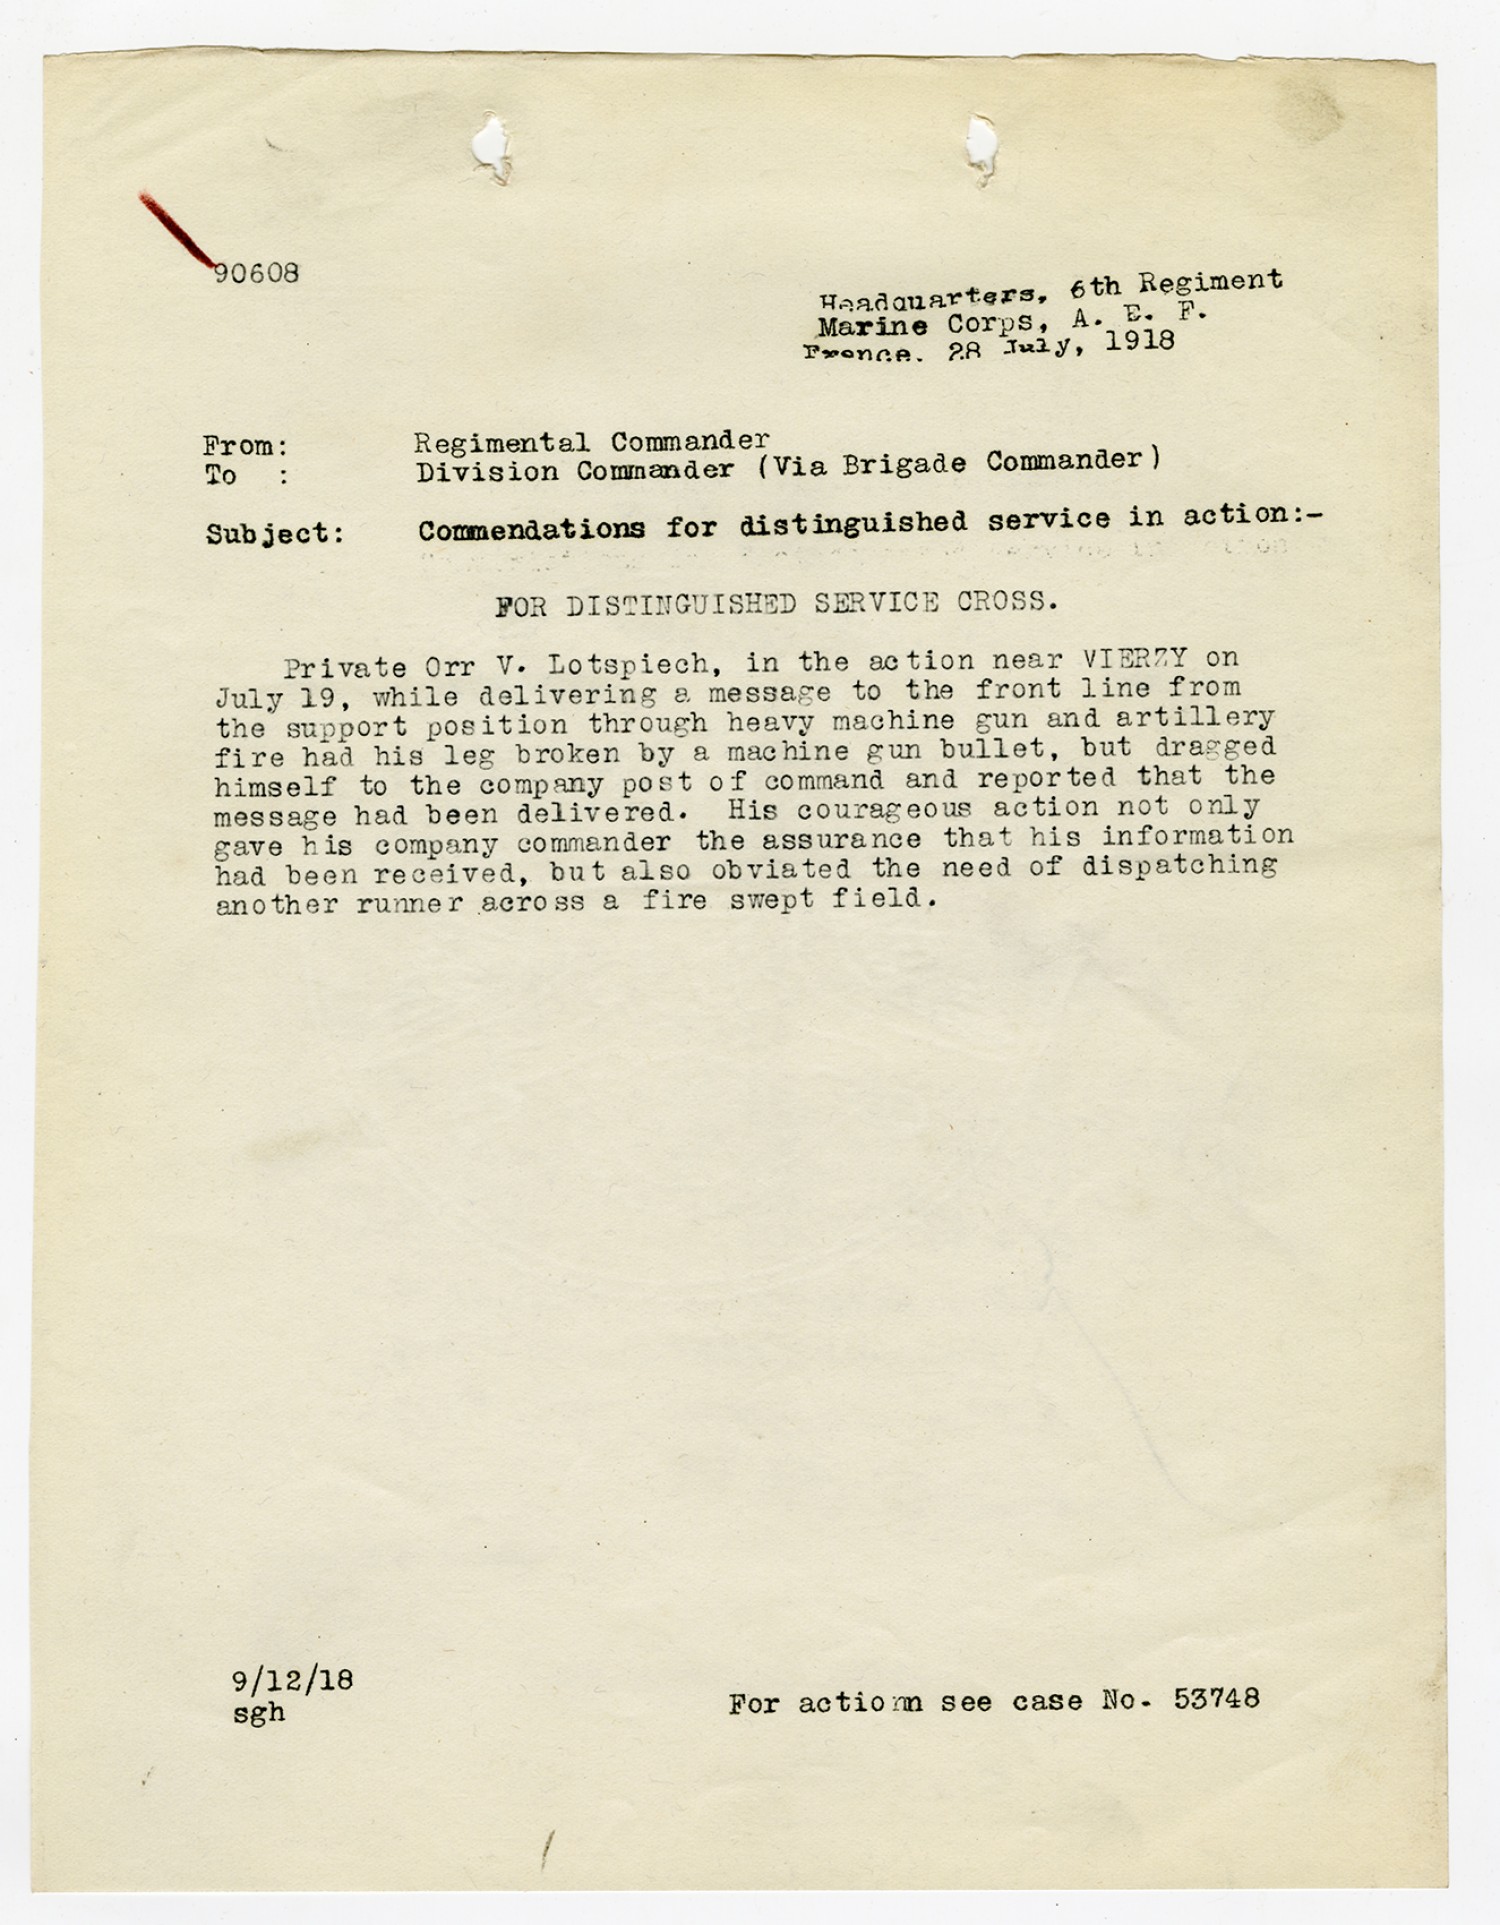 90608
Headquarters, 6th Regiment
Marine Corps, A. E. F.
France. 28 July, 1918
From: Regimental Commander
To : Division Commander (Via Brigade Commander)
Subject: Commendations for distinguished service in action:-
FOR DISTINGUISHED SERVICE CROSS.
Private Orr V. Lotspiech, in the action near VIERZY on
July 19, while delivering a message to the front line from
the support position through heavy machine gun and artillery
fire had his leg broken by a machine gun bullet, but dragged
himself to the company post of command and reported that the
message had been delivered. His courageous action not only
gave his company commander the assurance that his information
had been received, but also obviated the need of dispatching
another runner across a fire swept field.
9/12/18
sgh
For actionn see case No. 53748